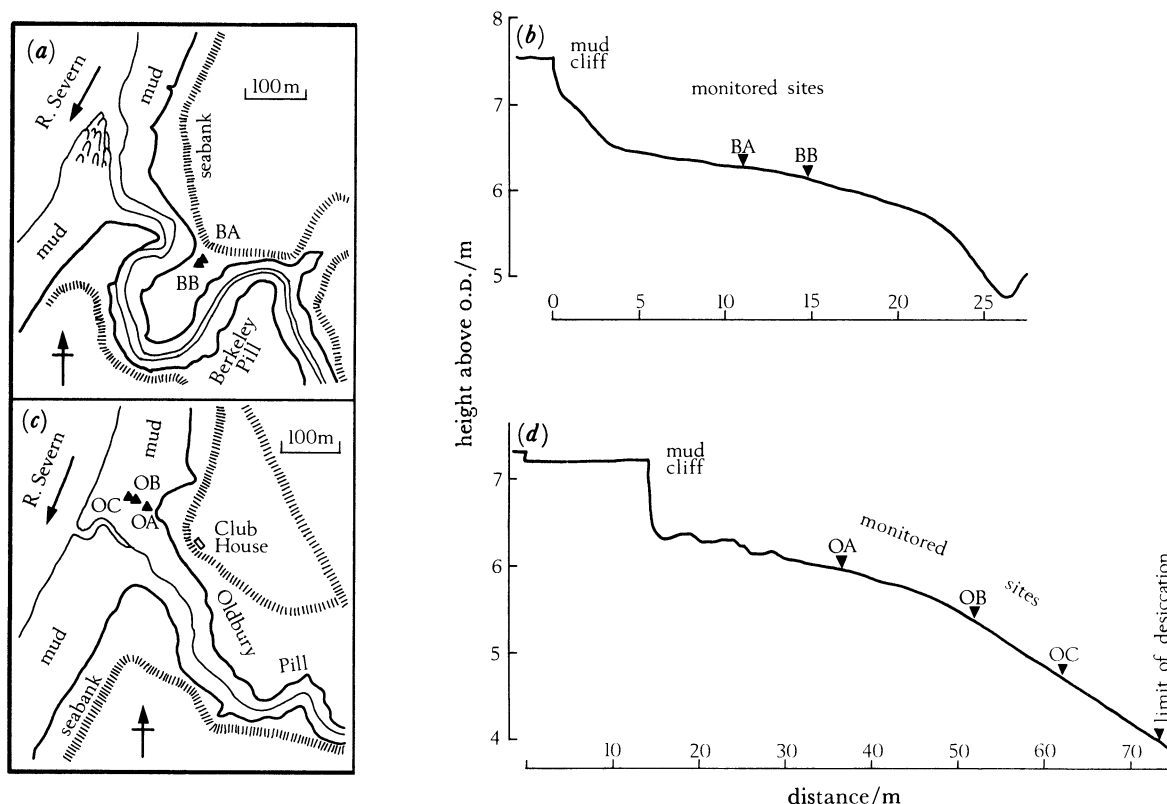 (a)
R. Severn
mud
100m
seabank
mud
BA
BB
Berkeley
Pill
(b)
mud
cliff
monitored sites
BA
BB
8
7
6
5
0
5
10
15
20
25
height above O.D./m
(c)
R. Severn
mud
100m
OB
OC
OA
Club
House
Oldbury
Pill
mud
seabank
(d)
mud
cliff
monitored
sites
OA
OB
OC
limit of desiccation
7
6
5
4
10
20
30
40
50
60
70
distance/m